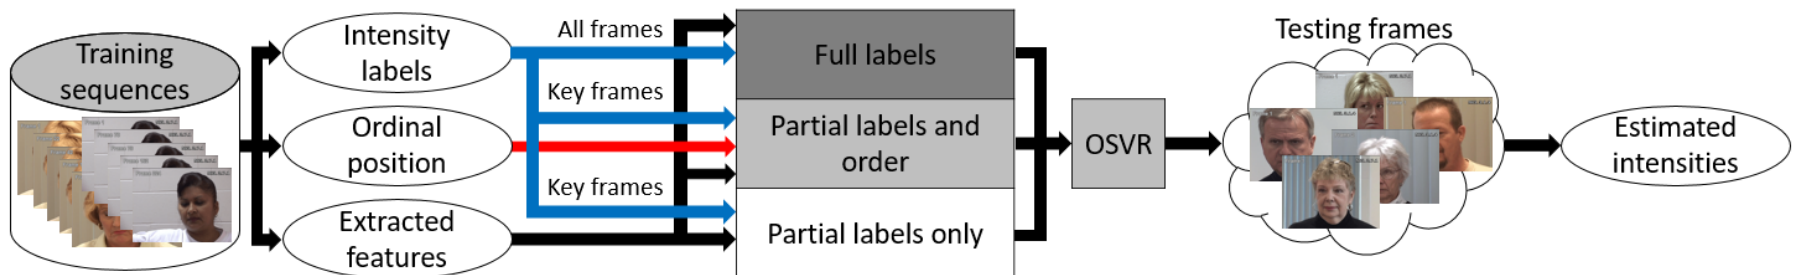 Training
sequences
Intensity
labels
Ordinal
position
Extracted
features
All frames
Key frames
Key frames
Full labels
Partial labels and
order
Partial labels only
OSVR
Testing frames
Estimated
intensities